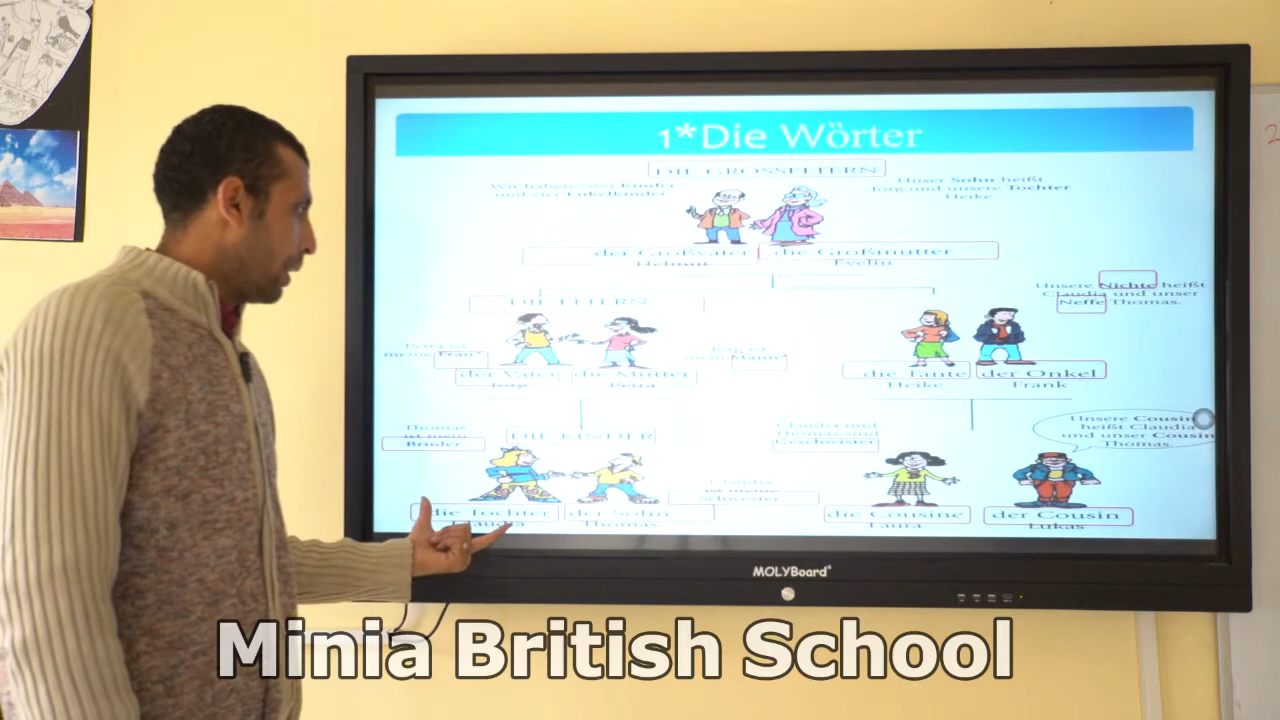 1*Die Wörter
DIE GROSSELTERN
Wir haben zwei Kinder
und vier Enkelkinder
Unser Sohn heißt
Jörg und unsere Tochter
Heike
der Großvater
Helmut
die Großmutter
Evelin
Unsere Nichte heißt
Claudia und unser
Neffe Thomas.
DIE ELTERN
Petra ist
meine Frau?
Jörg ist
mein Mann?
der Vater
Jörg
die Mutter
Petra
die Tante
Heike
der Onkel
Frank
Thomas
ist mein
Bruder
DIE KINDER
Claudia und
Thomas sind
Geschwister
Unsere Cousin
heißt Claudia
und unser Cousin
Thomas.
Claudia
ist meine
Schwester
die Tochter
Claudia
der Sohn
Thomas
die Cousine
Laura
der Cousin
Lukas
MOLYBoard
Minia British School